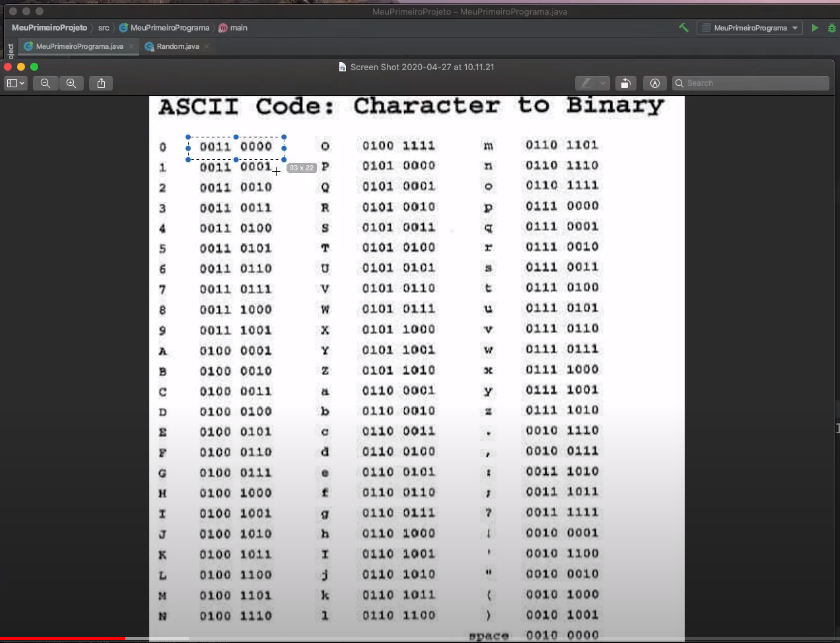 MeuPrimeiroProjeto – MeuPrimeiroPrograma.java
MeuPrimeiroProjeto src MeuPrimeiroPrograma main MeuPrimeiroPrograma
MeuPrimeiroPrograma.java Random.java
Screen Shot 2020-04-27 at 10.11.21
Search
ASCII Code: Character to Binary
0 0011 0000 O 0100 1111 m 0110 1101
33 x 22
1 0011 0001 P 0101 0000 n 0110 1110
2 0011 0010 Q 0101 0001 o 0110 1111
3 0011 0011 R 0101 0010 p 0111 0000
4 0011 0100 S 0101 0011 q 0111 0001
5 0011 0101 T 0101 0100 r 0111 0010
6 0011 0110 U 0101 0101 s 0111 0011
7 0011 0111 V 0101 0110 t 0111 0100
8 0011 1000 W 0101 0111 u 0111 0101
9 0011 1001 X 0101 1000 v 0111 0110
A 0100 0001 Y 0101 1001 w 0111 0111
B 0100 0010 Z 0101 1010 x 0111 1000
C 0100 0011 a 0110 0001 y 0111 1001
D 0100 0100 b 0110 0010 z 0111 1010
E 0100 0101 c 0110 0011 . 0010 1110
F 0100 0110 d 0110 0100 , 0010 0111
G 0100 0111 e 0110 0101 : 0011 1010
H 0100 1000 f 0110 0110 ; 0011 1011
I 0100 1001 g 0110 0111 ? 0011 1111
J 0100 1010 h 0110 1000 ! 0010 0001
K 0100 1011 I 0110 1001 ' 0010 1100
L 0100 1100 j 0110 1010 " 0010 0010
M 0100 1101 k 0110 1011 ( 0010 1000
N 0100 1110 l 0110 1100 ) 0010 1001
space 0010 0000